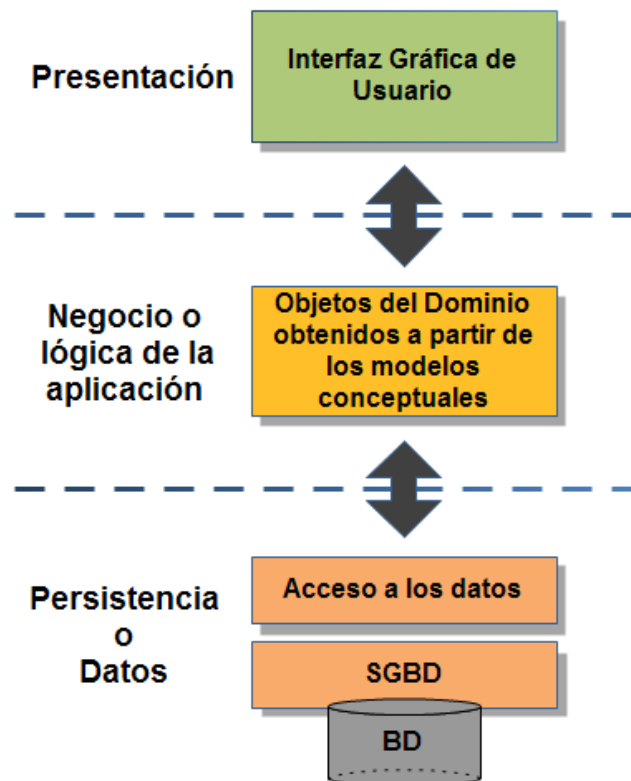 Presentación
Interfaz Gráfica de
Usuario
Negocio o
lógica de la
aplicación
Objetos del Dominio
obtenidos a partir de
los modelos
conceptuales
Persistencia
o
Datos
Acceso a los datos
SGBD
BD